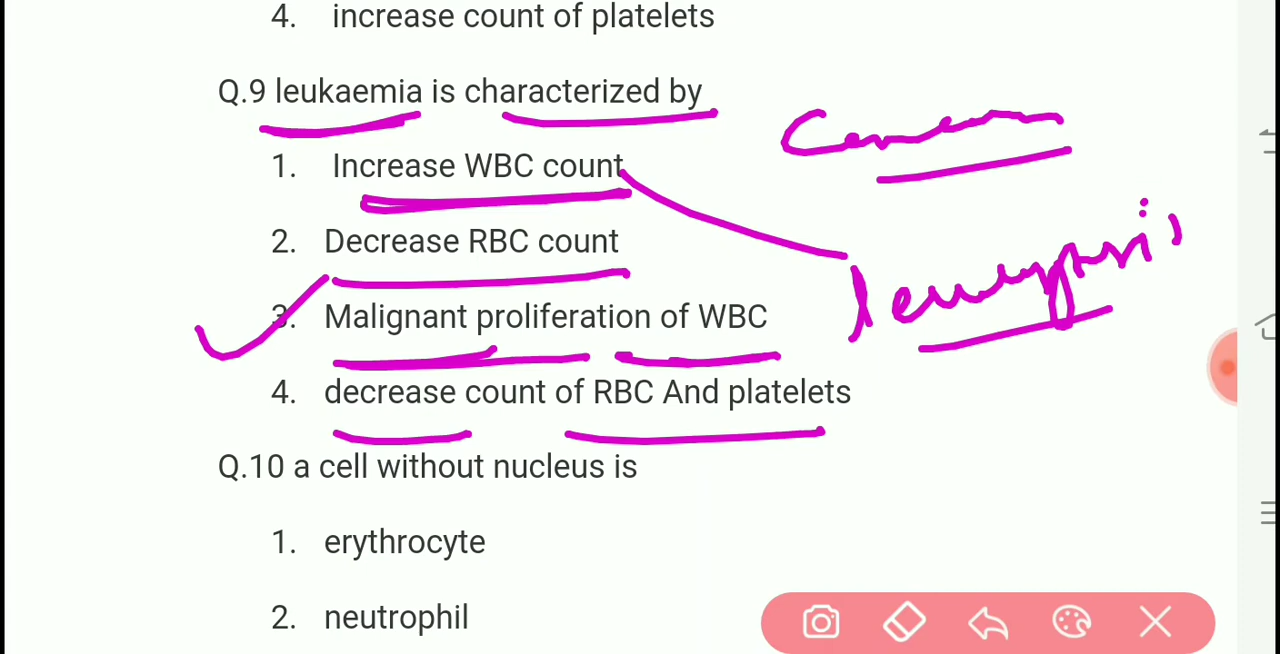 4. increase count of platelets
Q.9 leukaemia is characterized by
1. Increase WBC count
2. Decrease RBC count
3. Malignant proliferation of WBC
4. decrease count of RBC And platelets
Q.10 a cell without nucleus is
1. erythrocyte
2. neutrophil